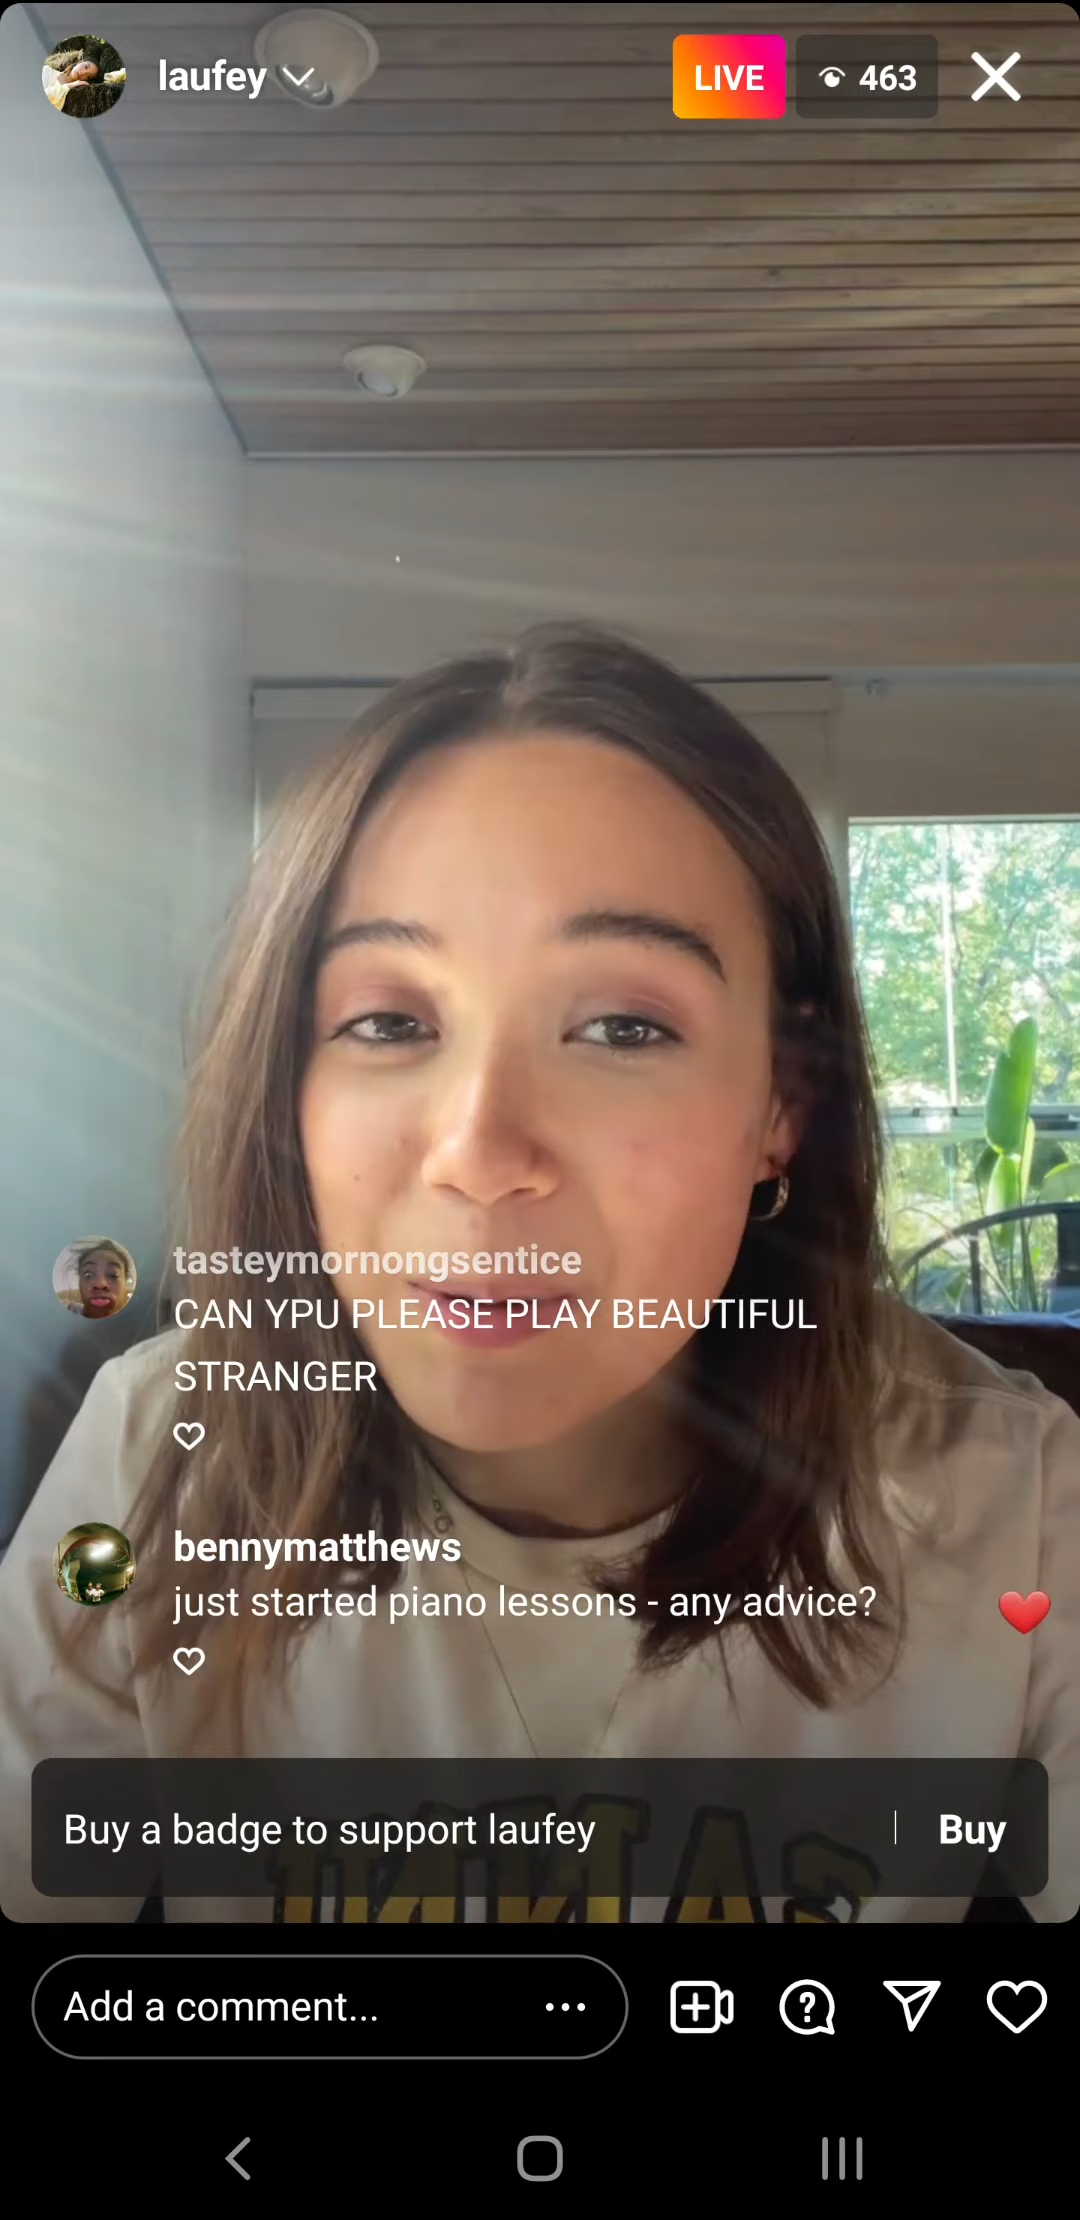 laufey
LIVE
463
tasteymornongsentice
CAN YPU PLEASE PLAY BEAUTIFUL
STRANGER
bennymatthews
just started piano lessons - any advice?
Buy a badge to support laufey
Buy
Add a comment...